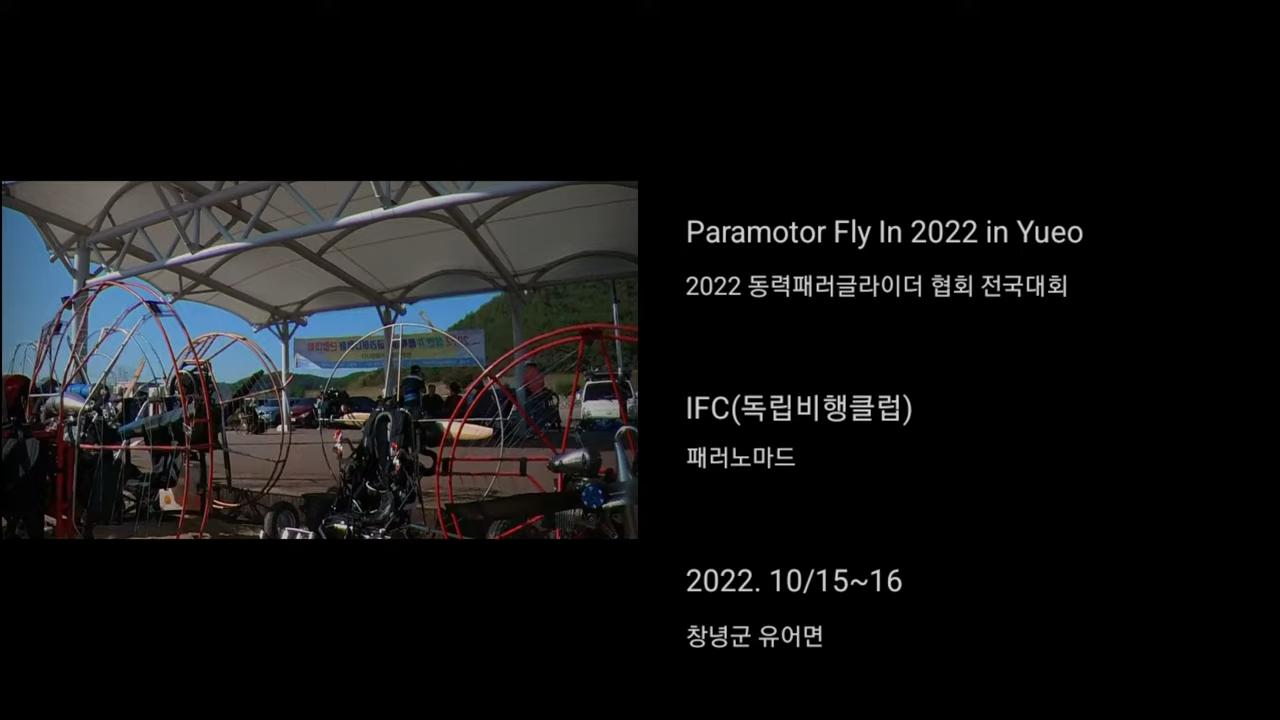 Paramotor Fly In 2022 in Yueo
2022 동력패러글라이더 협회 전국대회
IFC(독립비행클럽)
패러노마드
2022. 10/15~16
창녕군 유어면